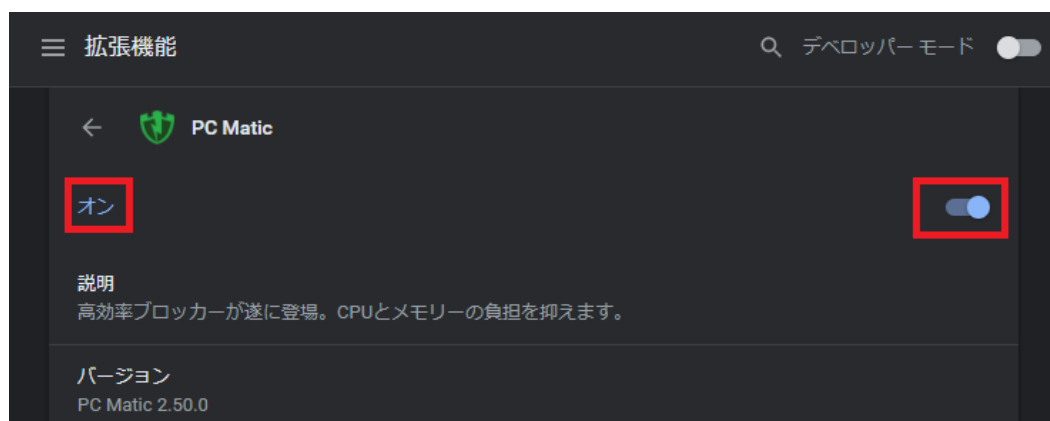 拡張機能
デベロッパー モード
PC Matic
オン
説明
高効率ブロッカーが遂に登場。CPUとメモリーの負担を抑えます。
バージョン
PC Matic 2.50.0